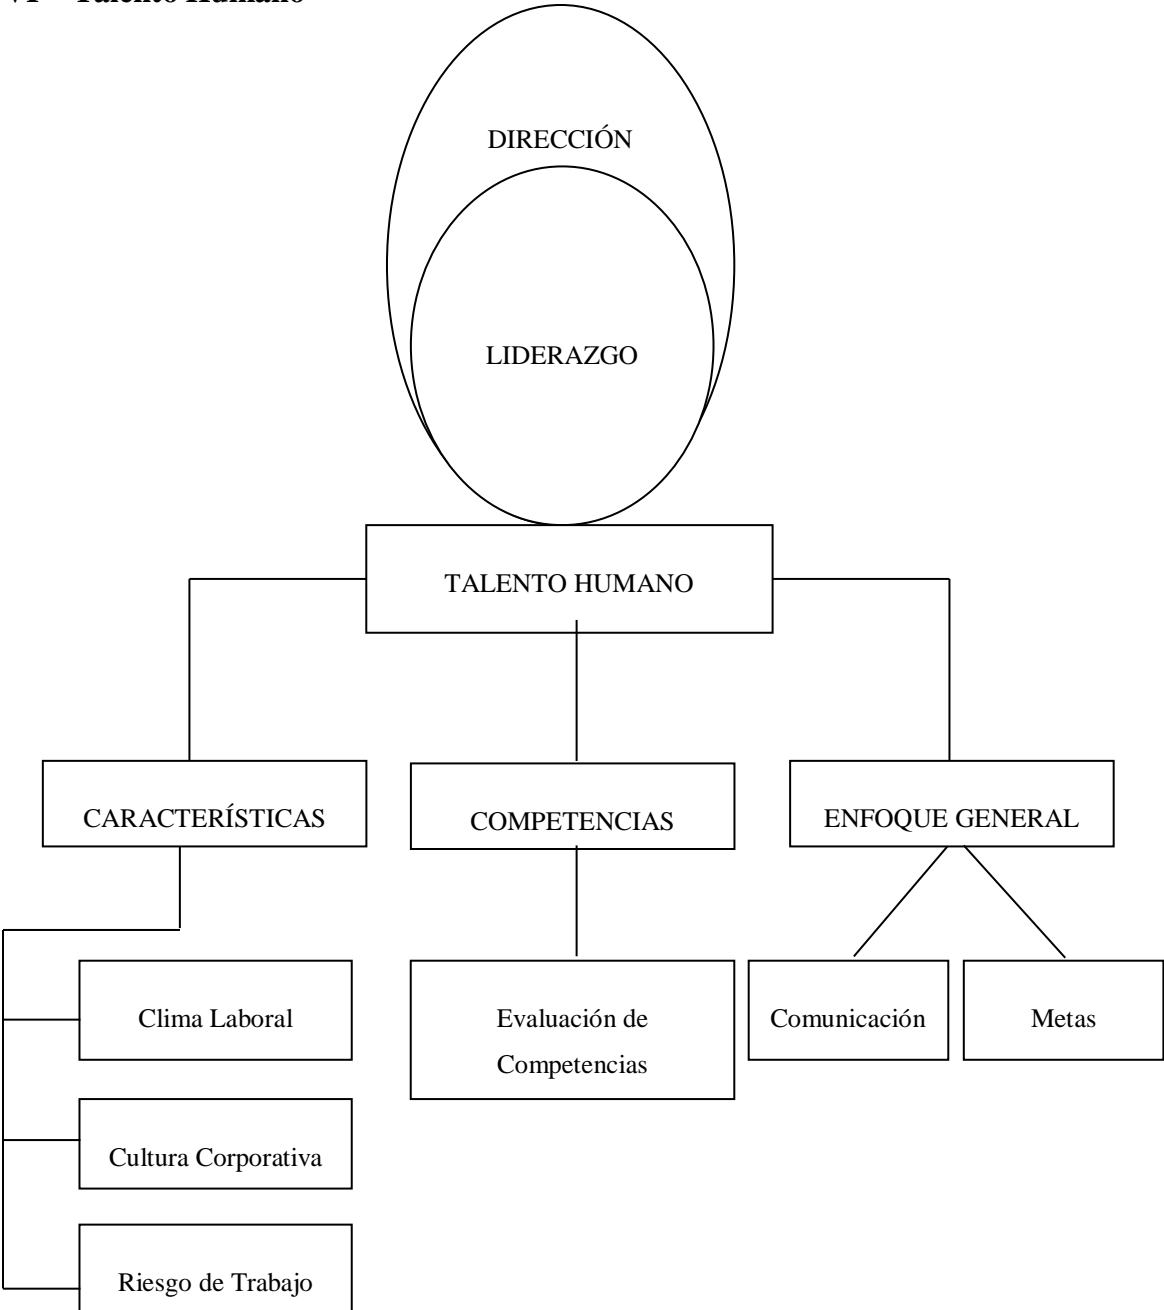 Talento Humano
DIRECCIÓN
LIDERAZGO
TALENTO HUMANO
CARACTERÍSTICAS
COMPETENCIAS
ENFOQUE GENERAL
Clima Laboral
Evaluación de
Competencias
Comunicación
Metas
Cultura Corporativa
Riesgo de Trabajo